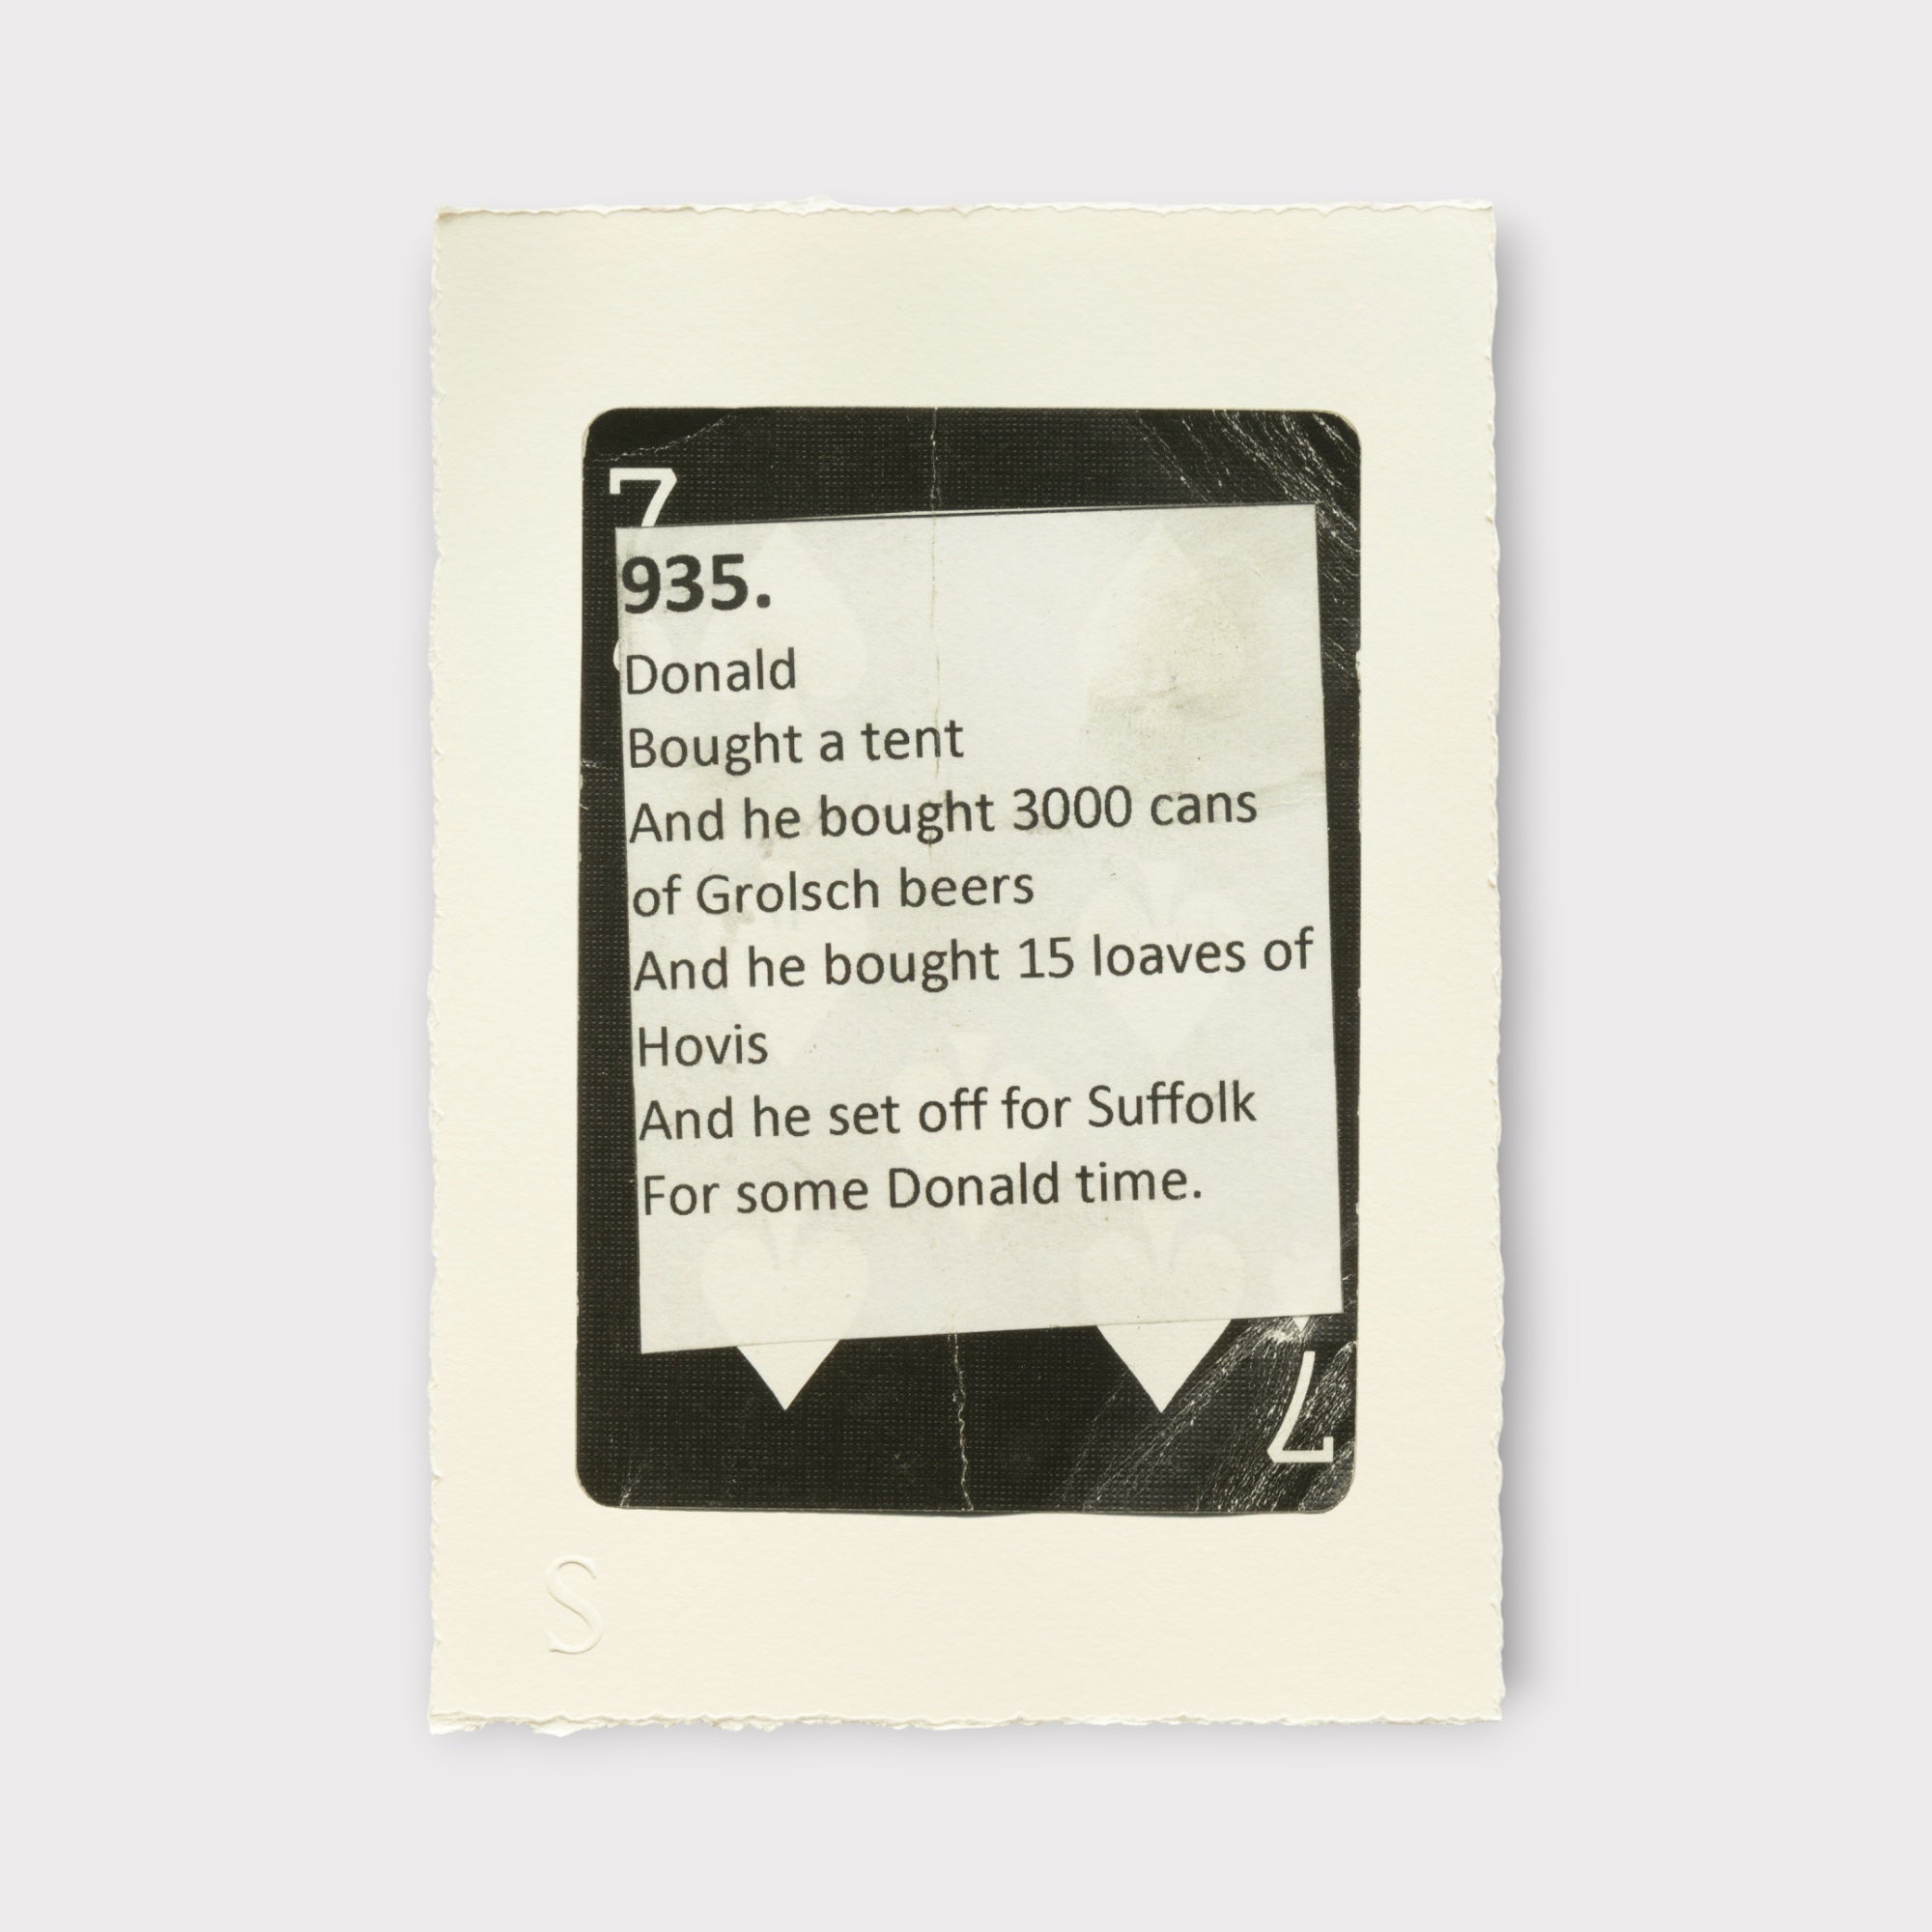 7
935.
Donald
Bought a tent
And he bought 3000 cans
of Grolsch beers
And he bought 15 loaves of
Hovis
And he set off for Suffolk
For some Donald time.
7
S